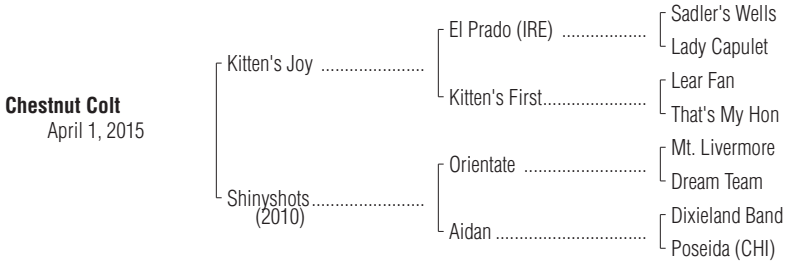 Sadler's Wells
El Prado (IRE) ..................
Lady Capulet
Kitten's Joy ......................
Lear Fan
Kitten's First......................
That's My Hon
Chestnut Colt
April 1, 2015
Mt. Livermore
Orientate ..........................
Dream Team
Shinyshots........................
(2010)
Dixieland Band
Aidan ................................
Poseida (CHI)